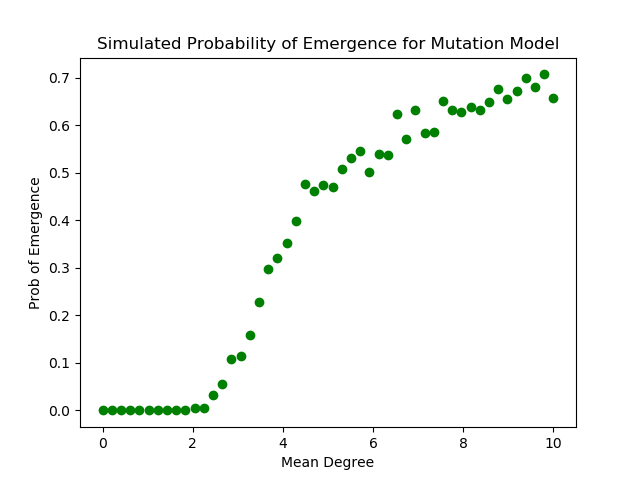 Simulated Probability of Emergence for Mutation Model
0.7
0.6
0.5
0.4
0.3
0.2
0.1
0.0
Prob of Emergence
0 2 4 6 8 10
Mean Degree